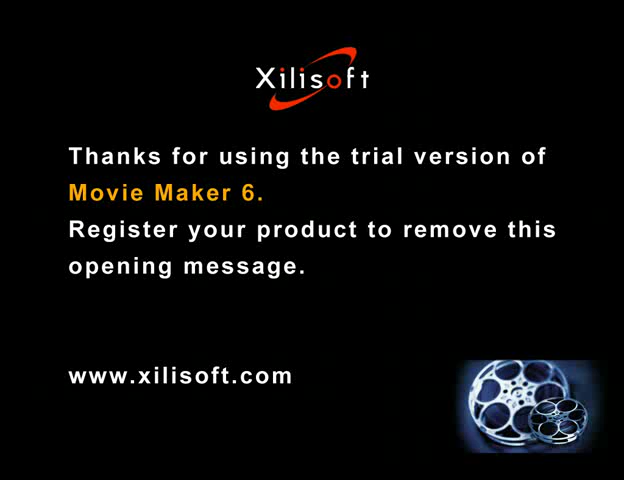 Xilisoft
Thanks for using the trial version of
Movie Maker 6.
Register your product to remove this
opening message.
www.xilisoft.com